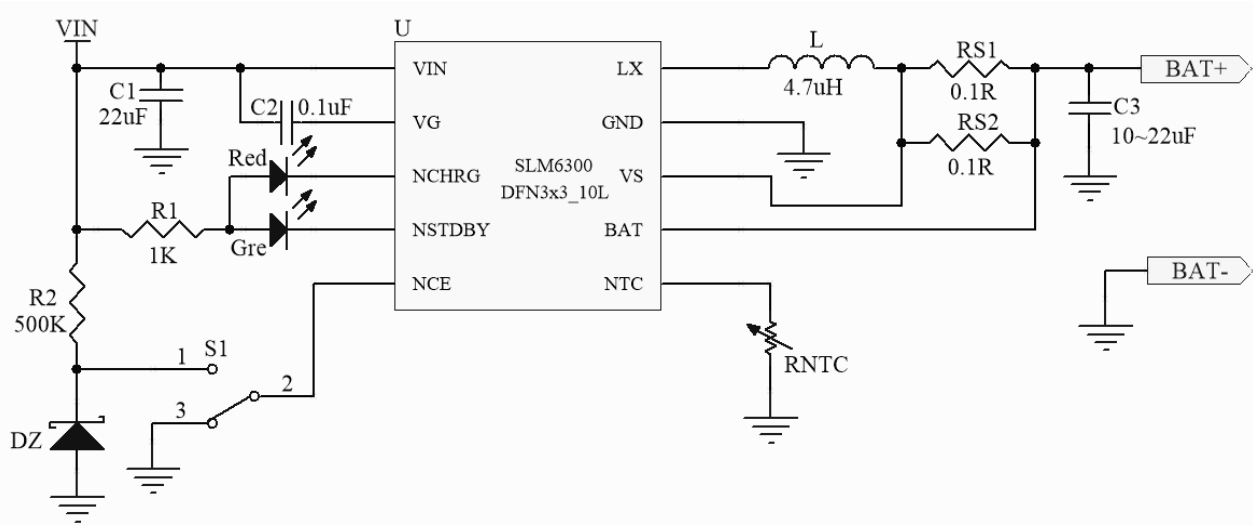 VIN
U
VIN
LX
L
4.7uH
RS1
0.1R
BAT+
C1
22uF
C2
0.1uF
VG
GND
RS2
0.1R
C3
10~22uF
Red
NCHRG
SLM6300
DFN3x3_10L
VS
R1
1K
Gre
NSTDBY
BAT
NCE
NTC
BAT-
R2
500K
1
S1
2
3
RNTC
DZ